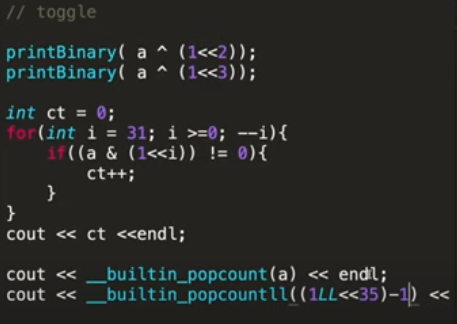 // toggle
printBinary( a ^ (1<<2));
printBinary( a ^ (1<<3));
int ct = 0;
for(int i = 31; i >=0; --i){
if((a & (1<<i)) != 0){
ct++;
}
}
cout << ct <<endl;
cout << __builtin_popcount(a) << endl;
cout << __builtin_popcountll((1LL<<35)-1) <<